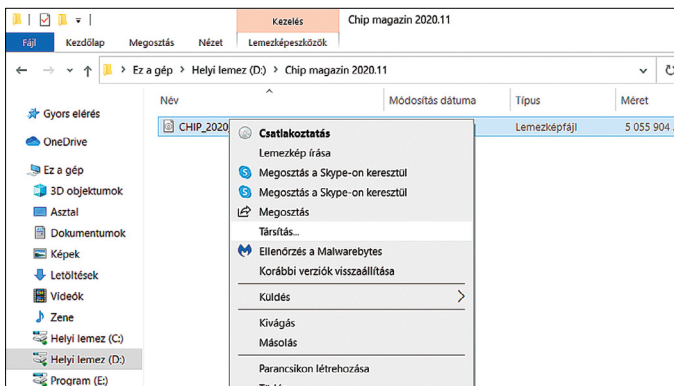 Kezelés
Chip magazin 2020.11
Fájl Kezdőlap Megosztás Nézet Lemezképeszközök
Ez a gép > Helyi lemez (D:) > Chip magazin 2020.11
Név Módosítás dátuma Típus Méret
Gyors elérés
OneDrive
Ez a gép
3D objektumok
Asztal
Dokumentumok
Képek
Letöltések
Videók
Zene
Helyi lemez (C:)
Helyi lemez (D:)
Program (E:)
CHIP_2020_ Lemezképfájl 5 055 904
Csatlakoztatás
Lemezkép írása
Megosztás a Skype-on keresztül
Megosztás a Skype-on keresztül
Megosztás
Társítás...
Ellenőrzés a Malwarebytes
Korábbi verziók visszaállítása
Küldés
Kivágás
Másolás
Parancsikon létrehozása